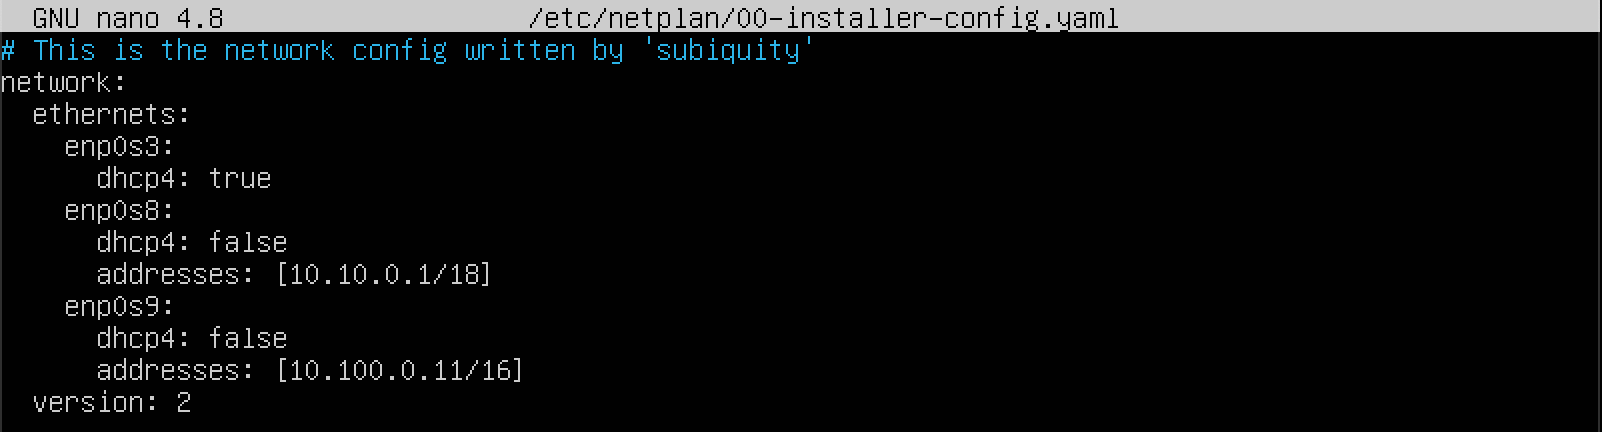 GNU nano 4.8 /etc/netplan/00-installer-config.yaml
# This is the network config written by 'subiquity'
network:
  ethernets:
    enp0s3:
      dhcp4: true
    enp0s8:
      dhcp4: false
      addresses: [10.10.0.1/18]
    enp0s9:
      dhcp4: false
      addresses: [10.100.0.11/16]
  version: 2